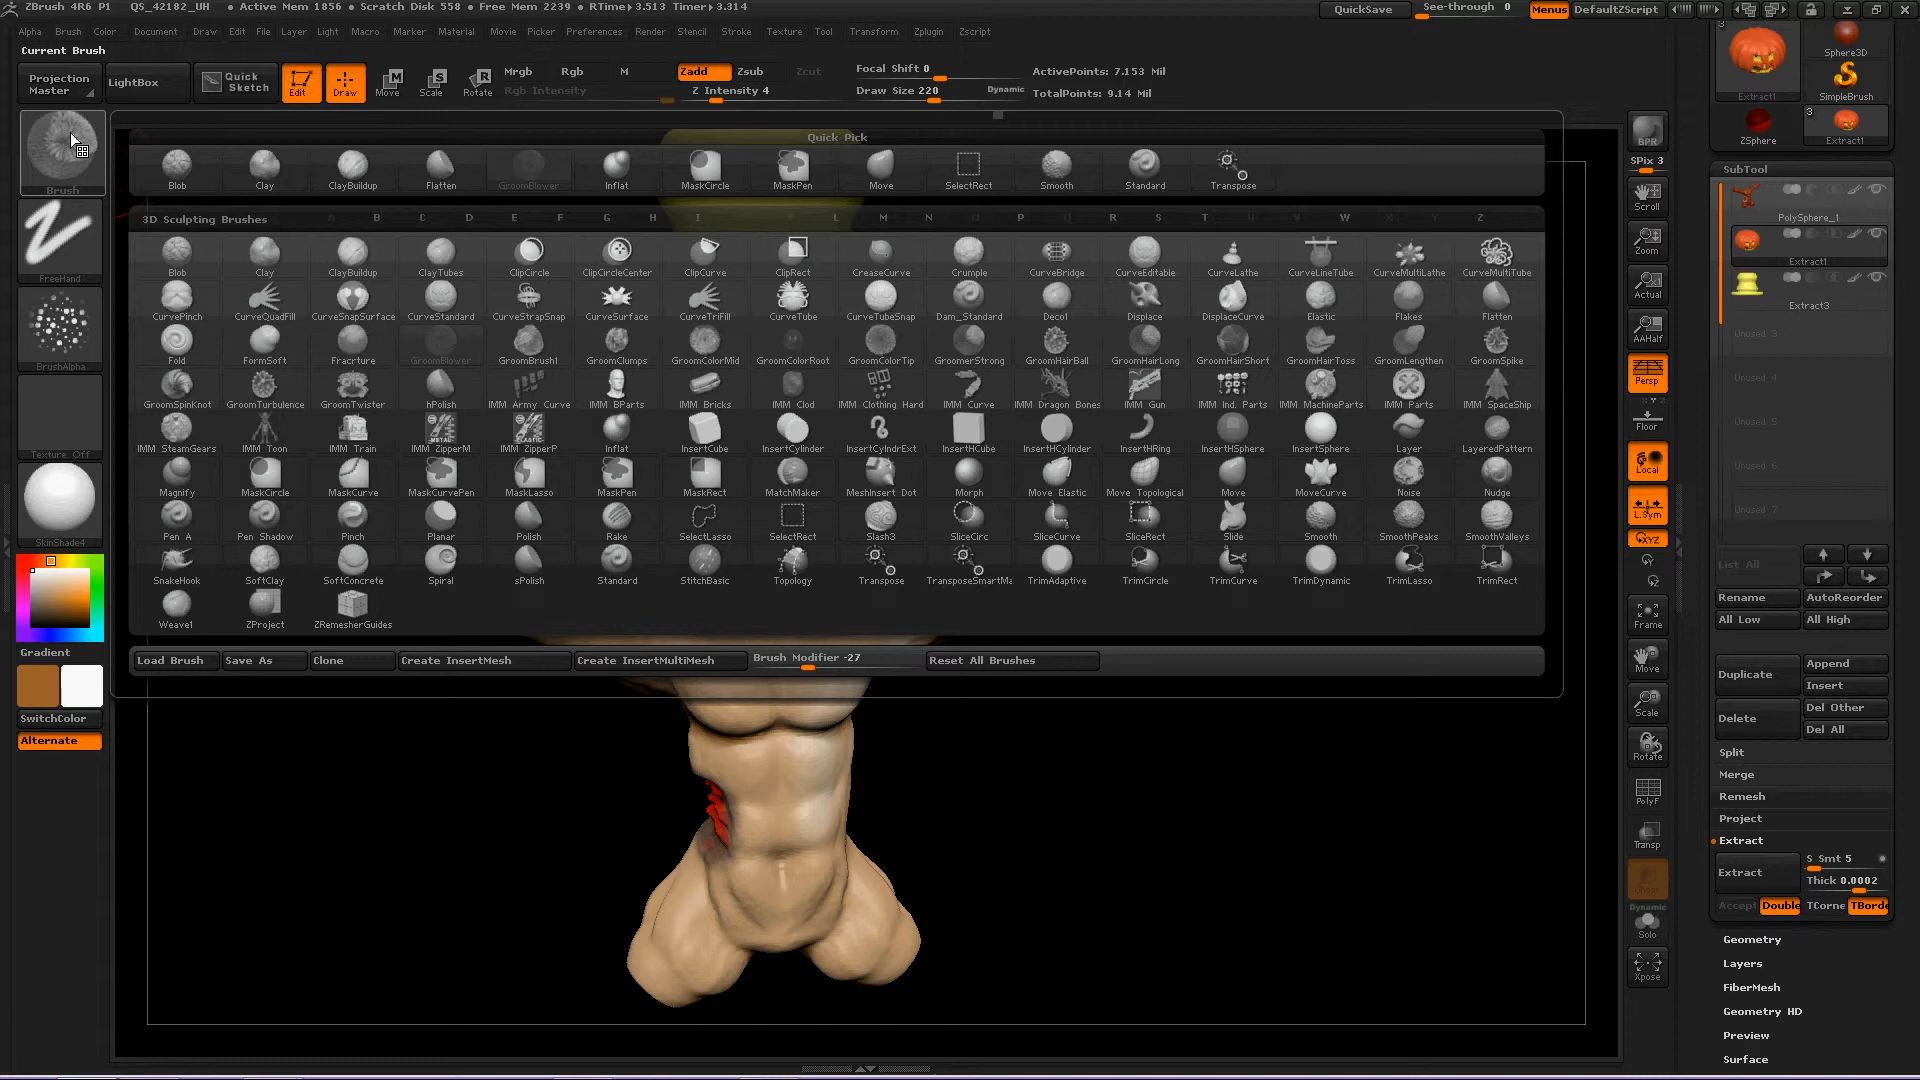 ZBrush 4R6 P1 QS_42182_UH • Active Mem 1856 • Scratch Disk 558 • Free Mem 2239 • RTime▸3.513 Timer▸3.314 QuickSave See-through 0 Menus DefaultZScript
Alpha Brush Color Document Draw Edit File Layer Light Macro Marker Material Movie Picker Preferences Render Stencil Stroke Texture Tool Transform Zplugin Zscript
Current Brush
Projection Master LightBox Quick Sketch Edit Draw Move Scale Rotate
Mrgb Rgb M Zadd Zsub Zcut Focal Shift 0 ActivePoints: 7.153 Mil
Rgb Intensity Z Intensity 4 Draw Size 220 Dynamic TotalPoints: 9.14 Mil
Brush
FreeHand
BrushAlpha
Texture Off
SkinShade4
Gradient
SwitchColor
Alternate
Quick Pick
Blob Clay ClayBuildup Flatten GroomBlower Inflat MaskCircle MaskPen Move SelectRect Smooth Standard Transpose
3D Sculpting Brushes A B C D E F G H I L M N O P Q R S T U W X Y Z
Blob Clay ClayBuildup ClayTubes ClipCircle ClipCircleCenter ClipCurve ClipRect CreaseCurve Crumple CurveBridge CurveEditable CurveLathe CurveLineTube CurveMultiLathe CurveMultiTube
CurvePinch CurveQuadFill CurveSnapSurface CurveStandard CurveStrapSnap CurveSurface CurveTriFill CurveTube CurveTubeSnap Dam_Standard Deco1 Displace DisplaceCurve Elastic Flakes Flatten
Fold FormSoft Fracrture GroomBlower GroomBrush1 GroomClumps GroomColorMid GroomColorRoot GroomColorTip GroomerStrong GroomHairBall GroomHairLong GroomHairShort GroomHairToss GroomLengthen GroomSpike
GroomSpinKnot GroomTurbulence GroomTwister hPolish IMM Army Curve IMM BParts IMM Bricks IMM Clod IMM Clothing Hard IMM Curve IMM Dragon Bones IMM Gun IMM Ind. Parts IMM MachineParts IMM Parts IMM SpaceShip
IMM SteamGears IMM Toon IMM Train IMM ZipperM IMM ZipperP Inflat InsertCube InsertCylinder InsertCylndrExt InsertHCube InsertHCylinder InsertHRing InsertHSphere InsertSphere Layer LayeredPattern
Magnify MaskCircle MaskCurve MaskCurvePen MaskLasso MaskPen MaskRect MatchMaker MeshInsert Dot Morph Move Elastic Move Topological Move MoveCurve Noise Nudge
Pen A Pen Shadow Pinch Planar Polish Rake SelectLasso SelectRect Slash3 SliceCirc SliceCurve SliceRect Slide Smooth SmoothPeaks SmoothValleys
SnakeHook SoftClay SoftConcrete Spiral sPolish Standard StitchBasic Topology Transpose TransposeSmartMa TrimAdaptive TrimCircle TrimCurve TrimDynamic TrimLasso TrimRect
Weave1 ZProject ZRemesherGuides
Load Brush Save As Clone Create InsertMesh Create InsertMultiMesh Brush Modifier -27 Reset All Brushes
BPR
SPix 3
Scroll
Zoom
Actual
AAHalf
Persp
Floor
Local
L.Sym
XYZ
Frame
Move
Scale
Rotate
PolyF
Transp
Dynamic
Solo
Xpose
3
Sphere3D
Extract1 SimpleBrush
3
ZSphere Extract1
SubTool
PolySphere_1
Extract1
Extract3
Unused 3
Unused 4
Unused 5
Unused 6
Unused 7
List All
Rename AutoReorder
All Low All High
Duplicate Append
Insert
Delete Del Other
Del All
Split
Merge
Remesh
Project
Extract
Extract S Smt 5
Thick 0.0002
Accept Double TCorne TBorde
Geometry
Layers
FiberMesh
Geometry HD
Preview
Surface